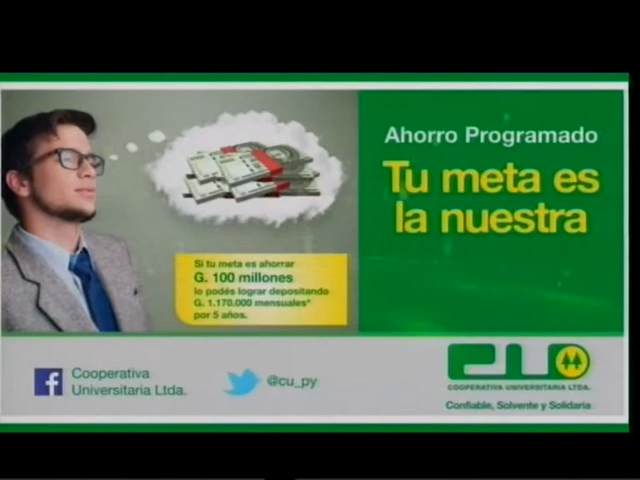 Ahorro Programado
Tu meta es
la nuestra
Si tu meta es ahorrar
G. 100 millones
lo podés lograr depositando
G. 1.170.000 mensuales*
por 5 años.
Cooperativa
Universitaria Ltda.
@cu_py
CU
COOPERATIVA UNIVERSITARIA LTDA.
Confiable, Solvente y Solidaria